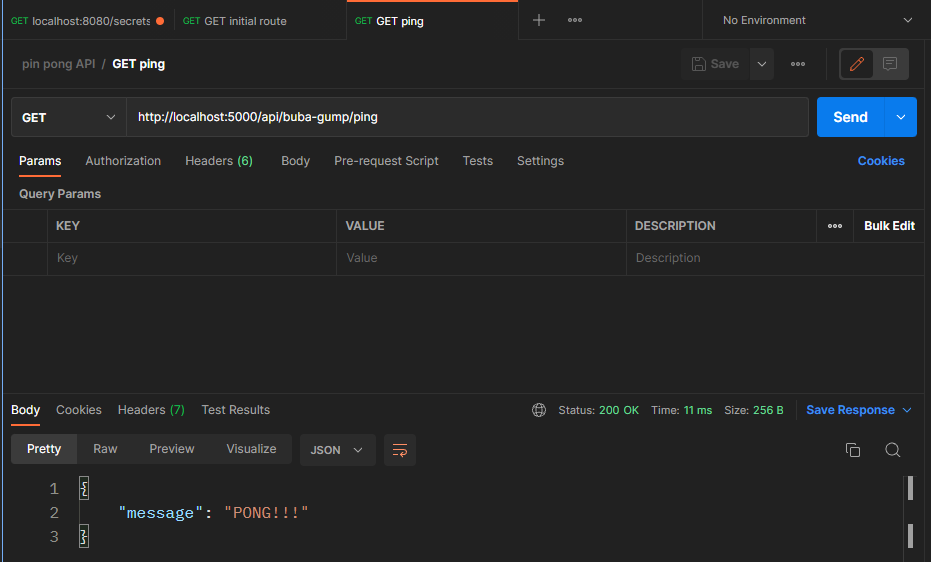 GET localhost:8080/secrets GET GET initial route GET GET ping No Environment
pin pong API / GET ping Save
GET http://localhost:5000/api/buba-gump/ping Send
Params Authorization Headers (6) Body Pre-request Script Tests Settings Cookies
Query Params
KEY VALUE DESCRIPTION Bulk Edit
Key Value Description
Body Cookies Headers (7) Test Results Status: 200 OK Time: 11 ms Size: 256 B Save Response
Pretty Raw Preview Visualize JSON
1 {
2 "message": "PONG!!!"
3 }